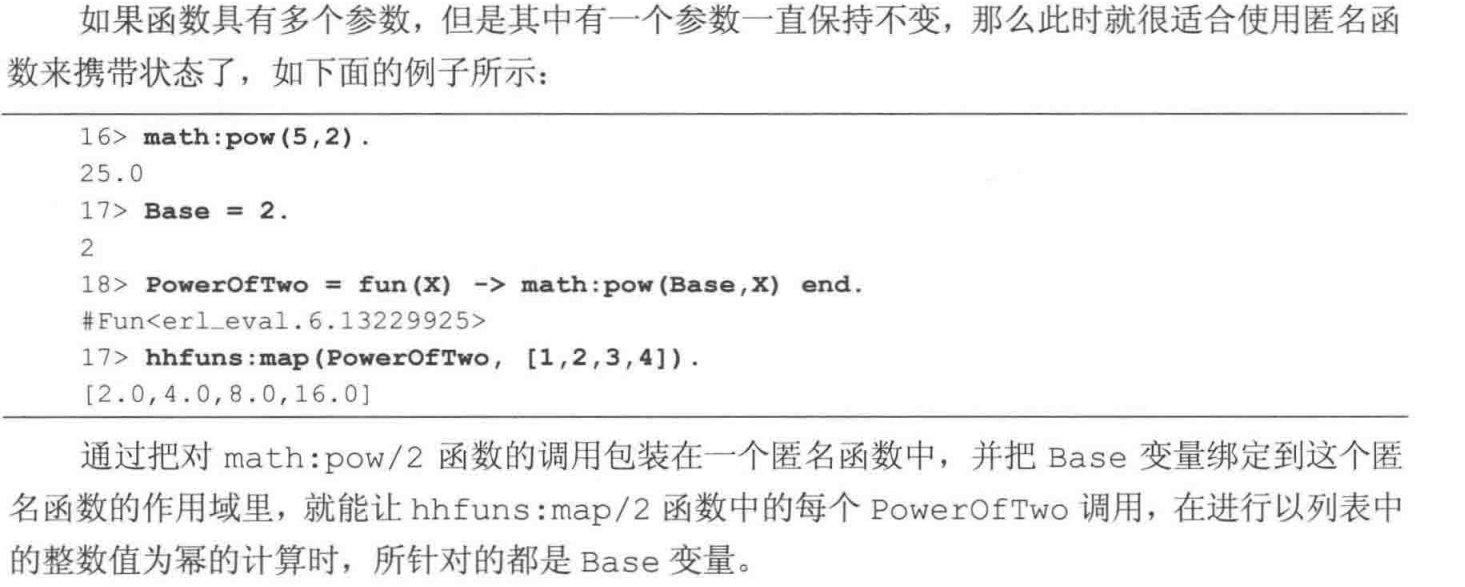 如果函数具有多个参数，但是其中有一个参数一直保持不变，那么此时就很适合使用匿名函
数来携带状态了，如下面的例子所示：
16> math:pow(5,2).
25.0
17> Base = 2.
2
18> PowerOfTwo = fun(X) -> math:pow(Base,X) end.
#Fun<erl_eval.6.13229925>
17> hhfuns:map(PowerOfTwo, [1,2,3,4]).
[2.0,4.0,8.0,16.0]
通过把对 math:pow/2 函数的调用包装在一个匿名函数中，并把 Base 变量绑定到这个匿
名函数的作用域里，就能让 hhfuns:map/2 函数中的每个 PowerOfTwo 调用，在进行以列表中
的整数值为幂的计算时，所针对的都是 Base 变量。